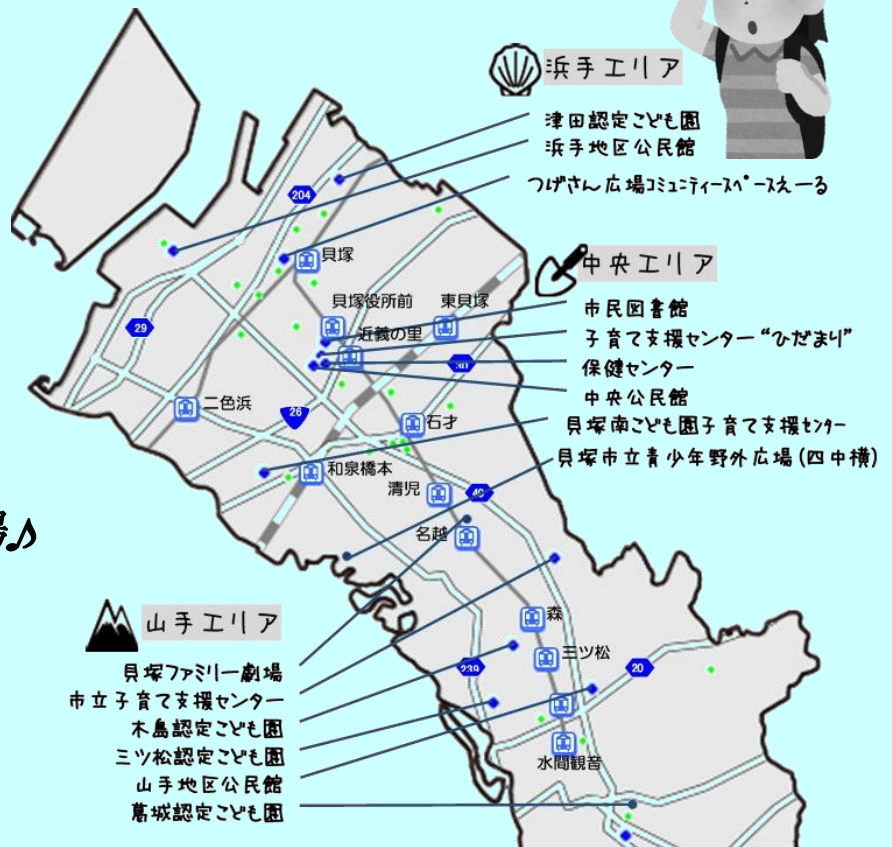 浜手エリア
津田認定こども園
浜手地区公民館
つげさん広場コミュニティースペースえーる
204
貝塚
中央エリア
貝塚役所前
東貝塚
市民図書館
29
近義の里
子育て支援センター“ひだまり”
30
保健センター
中央公民館
二色浜
26
石才
貝塚南こども園子育て支援センター
貝塚市立青少年野外広場(四中横)
和泉橋本
清児
40
場♪
名越
山手エリア
森
貝塚ファミリー劇場
三ツ松
239
20
市立子育て支援センター
木島認定こども園
三ツ松認定こども園
水間観音
山手地区公民館
葛城認定こども園